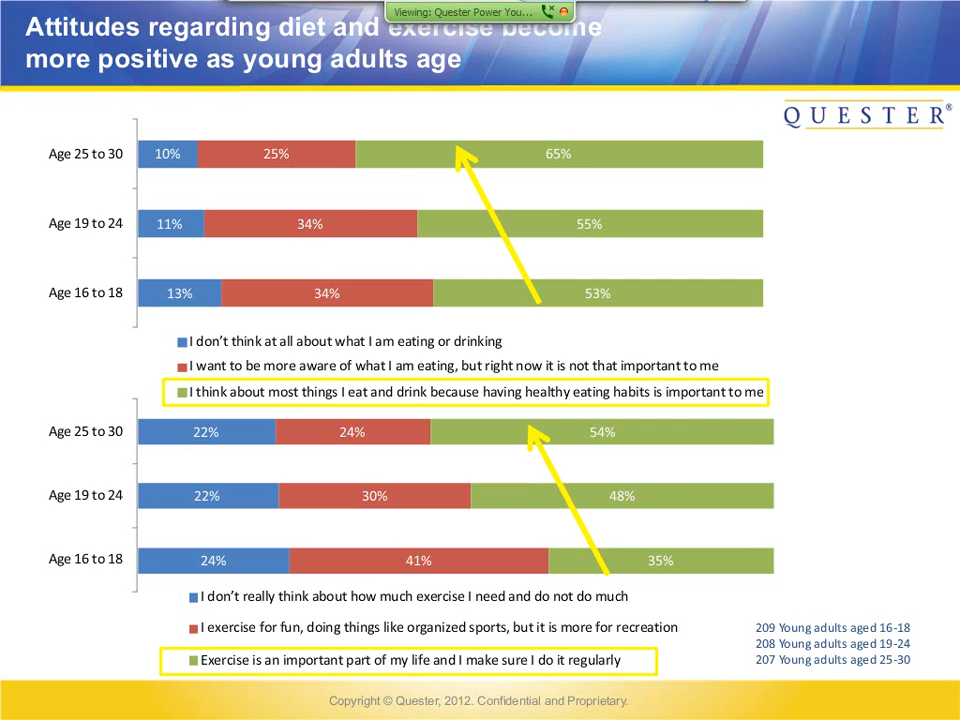 Viewing: Quester Power You...
Attitudes regarding diet and exercise become
more positive as young adults age
QUESTER®
Age 25 to 30 10% 25% 65%
Age 19 to 24 11% 34% 55%
Age 16 to 18 13% 34% 53%
I don't think at all about what I am eating or drinking
I want to be more aware of what I am eating, but right now it is not that important to me
I think about most things I eat and drink because having healthy eating habits is important to me
Age 25 to 30 22% 24% 54%
Age 19 to 24 22% 30% 48%
Age 16 to 18 24% 41% 35%
I don't really think about how much exercise I need and do not do much
I exercise for fun, doing things like organized sports, but it is more for recreation
Exercise is an important part of my life and I make sure I do it regularly
209 Young adults aged 16-18
208 Young adults aged 19-24
207 Young adults aged 25-30
Copyright © Quester, 2012. Confidential and Proprietary.